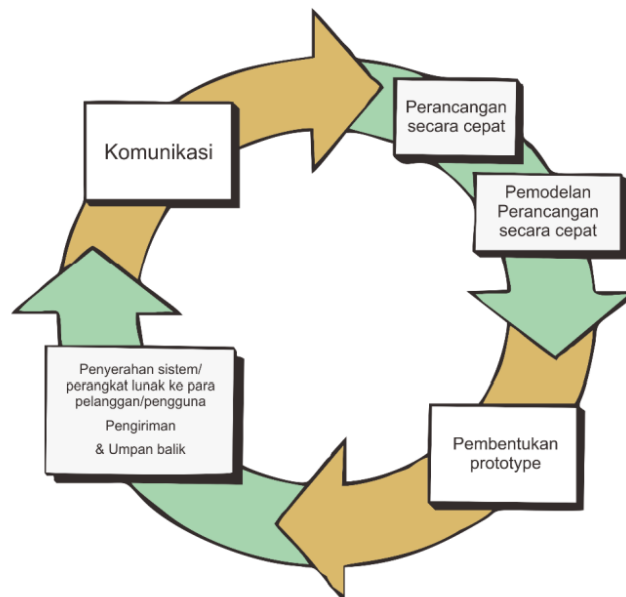 Komunikasi
Perancangan
secara cepat
Pemodelan
Perancangan
secara cepat
Pembentukan
prototype
Penyerahan sistem/
perangkat lunak ke para
pelanggan/pengguna
Pengiriman
& Umpan balik